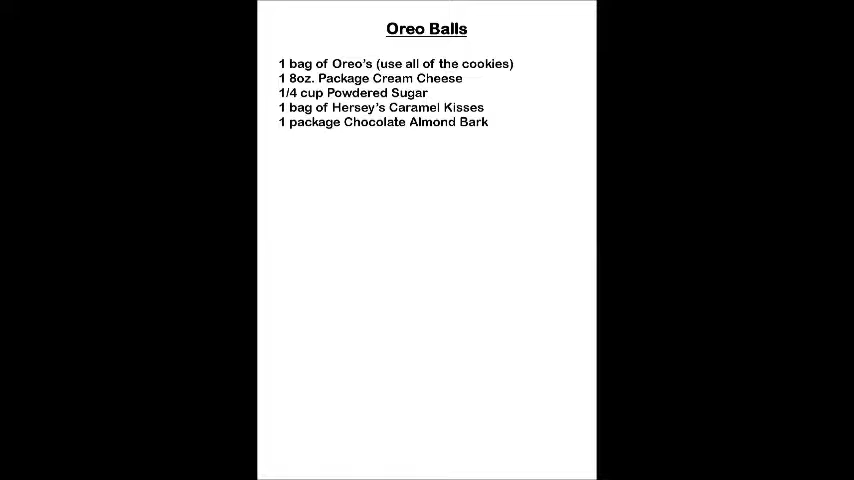 Oreo Balls
1 bag of Oreo's (use all of the cookies)
1 8oz. Package Cream Cheese
1/4 cup Powdered Sugar
1 bag of Hersey's Caramel Kisses
1 package Chocolate Almond Bark